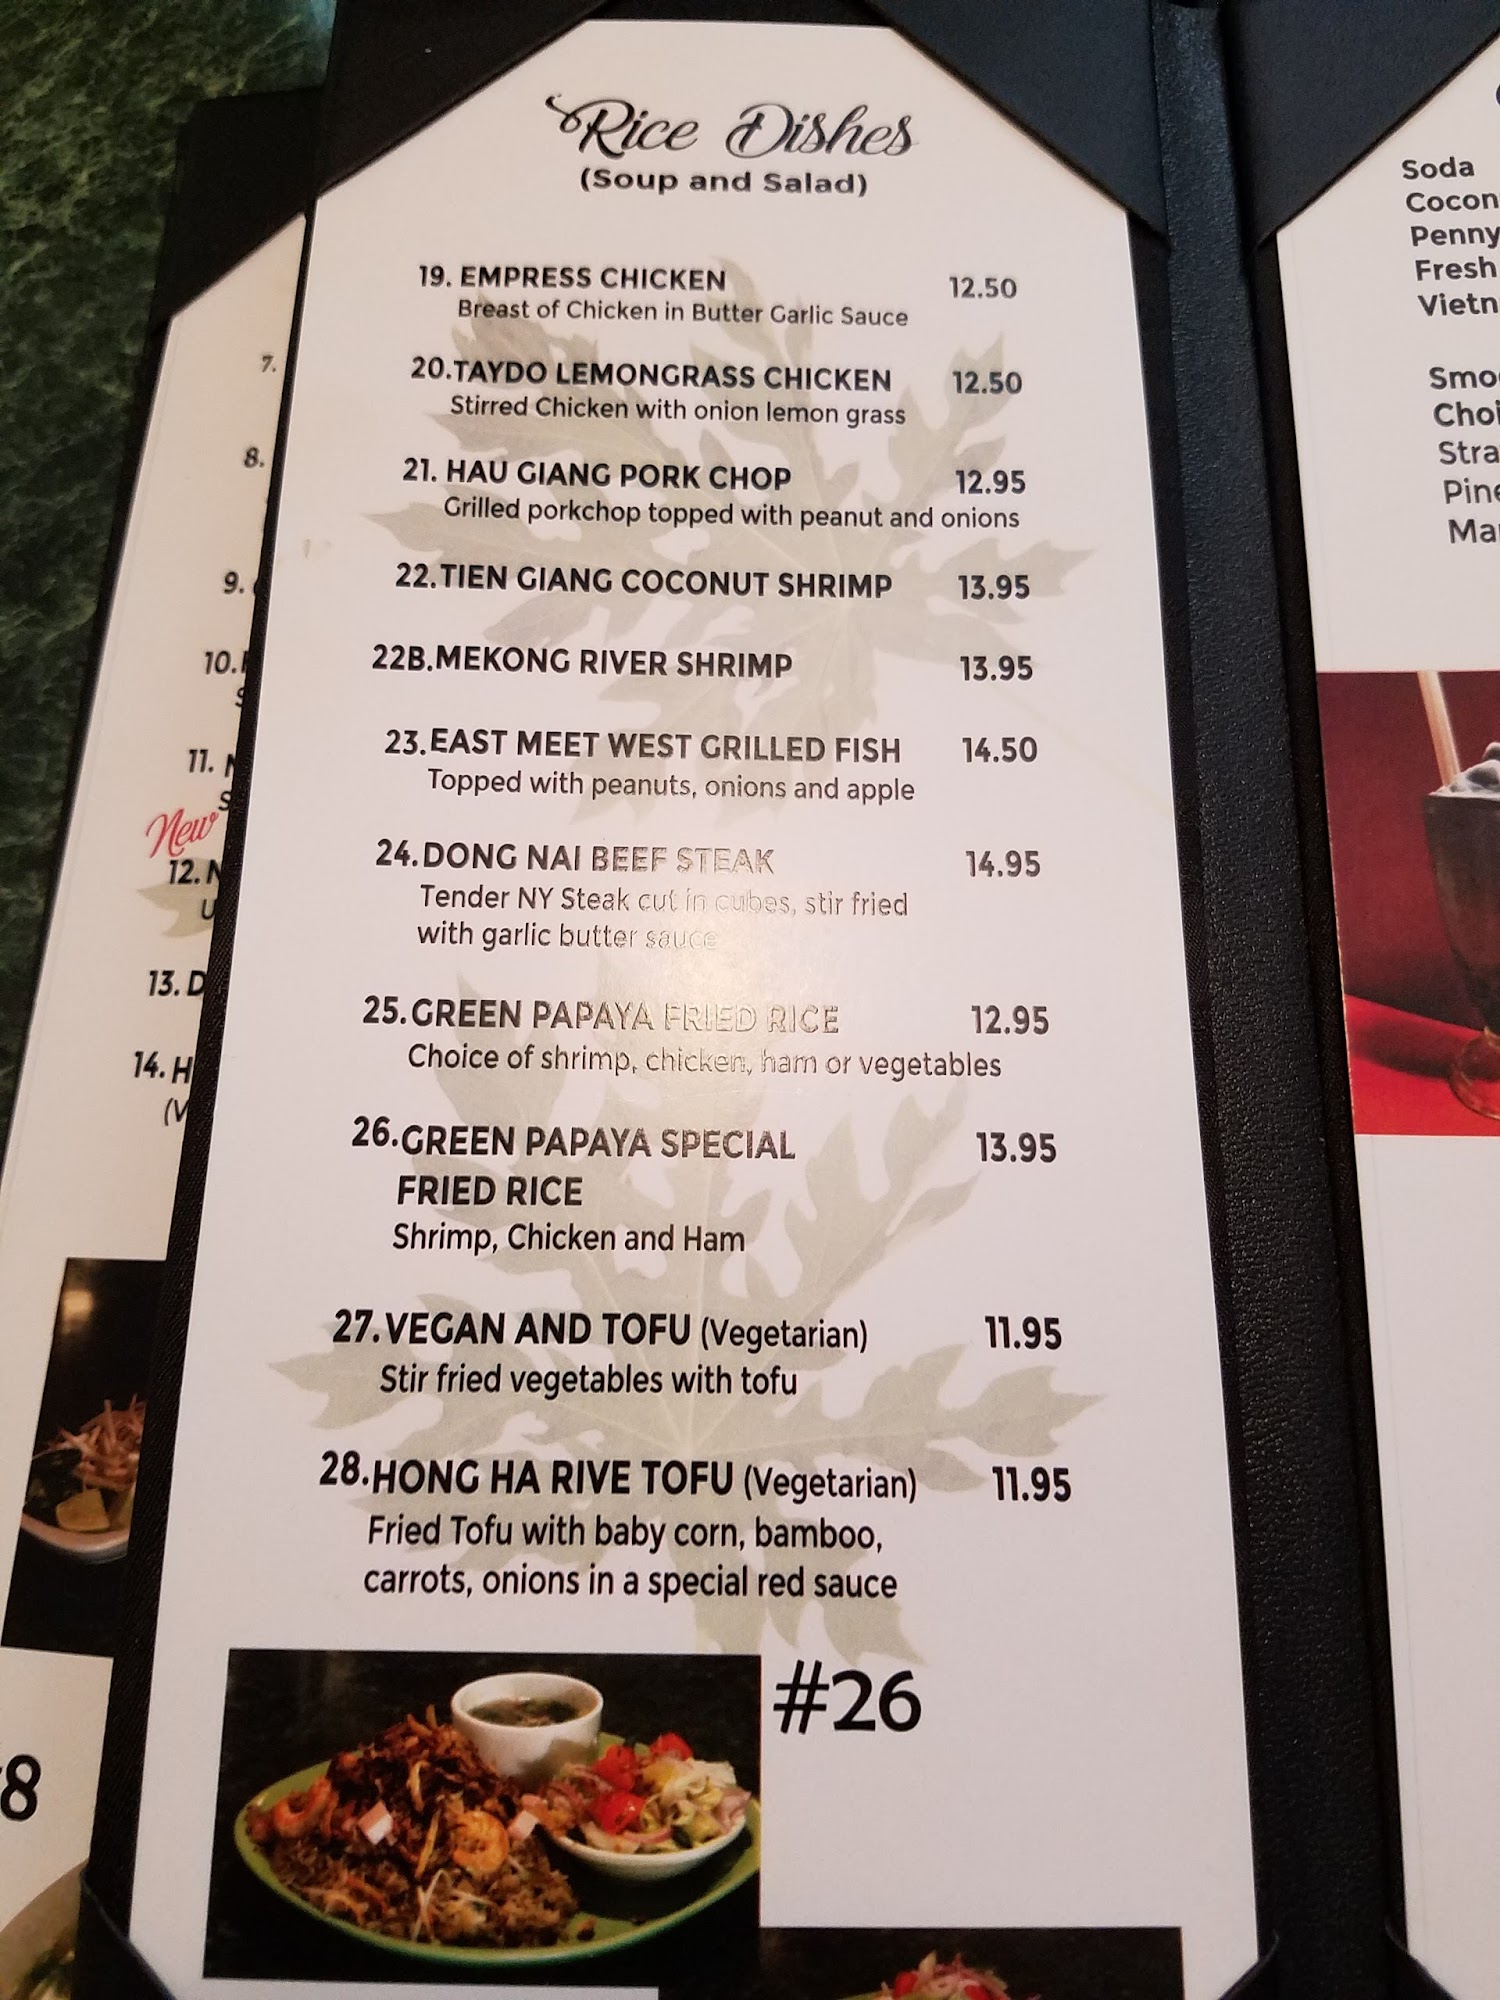 Rice Dishes
(Soup and Salad)
19. EMPRESS CHICKEN 12.50
Breast of Chicken in Butter Garlic Sauce
20.TAYDO LEMONGRASS CHICKEN 12.50
Stirred Chicken with onion lemon grass
21. HAU GIANG PORK CHOP 12.95
Grilled porkchop topped with peanut and onions
22.TIEN GIANG COCONUT SHRIMP 13.95
22B.MEKONG RIVER SHRIMP 13.95
23.EAST MEET WEST GRILLED FISH 14.50
Topped with peanuts, onions and apple
24.DONG NAI BEEF STEAK 14.95
Tender NY Steak cut in cubes, stir fried
with garlic butter sauce
25.GREEN PAPAYA FRIED RICE 12.95
Choice of shrimp, chicken, ham or vegetables
26.GREEN PAPAYA SPECIAL 13.95
FRIED RICE
Shrimp, Chicken and Ham
27.VEGAN AND TOFU (Vegetarian) 11.95
Stir fried vegetables with tofu
28.HONG HA RIVE TOFU (Vegetarian) 11.95
Fried Tofu with baby corn, bamboo,
carrots, onions in a special red sauce
#26
7.
8.
9.
10.
11.
New
12. N
U
13. D
14. H
(V
8
Soda
Cocon
Penny
Fresh
Vietn
Smo
Choi
Stra
Pine
Ma